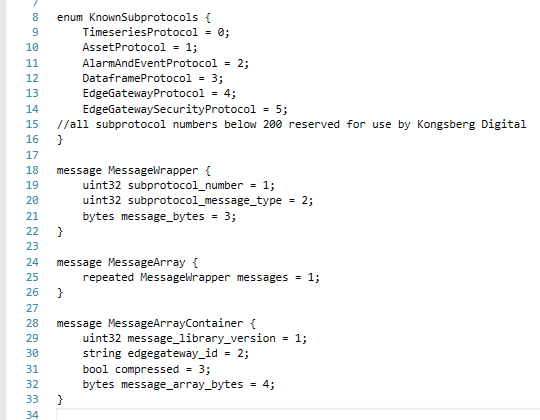 7
8 enum KnownSubprotocols {
9 TimeseriesProtocol = 0;
10 AssetProtocol = 1;
11 AlarmAndEventProtocol = 2;
12 DataframeProtocol = 3;
13 EdgeGatewayProtocol = 4;
14 EdgeGatewaySecurityProtocol = 5;
15 //all subprotocol numbers below 200 reserved for use by Kongsberg Digital
16 }
17
18 message MessageWrapper {
19 uint32 subprotocol_number = 1;
20 uint32 subprotocol_message_type = 2;
21 bytes message_bytes = 3;
22 }
23
24 message MessageArray {
25 repeated MessageWrapper messages = 1;
26 }
27
28 message MessageArrayContainer {
29 uint32 message_library_version = 1;
30 string edgegateway_id = 2;
31 bool compressed = 3;
32 bytes message_array_bytes = 4;
33 }
34